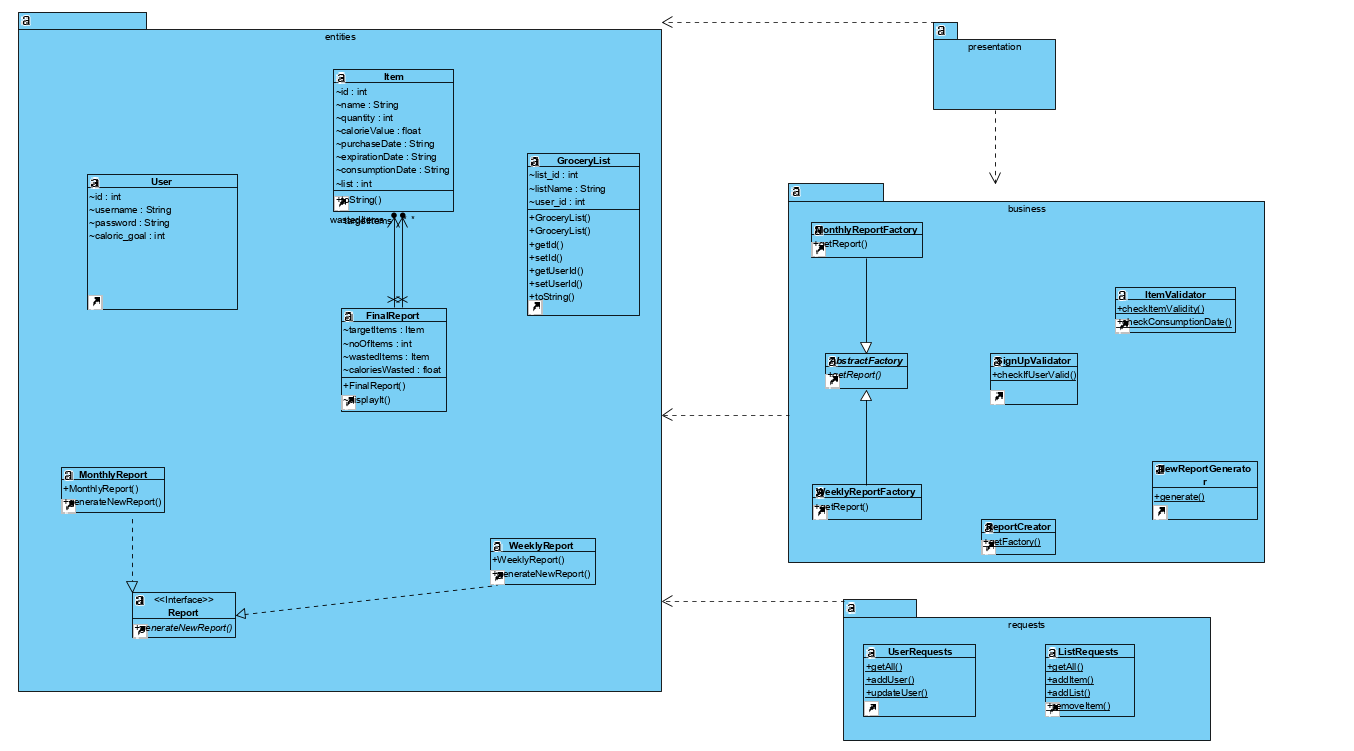 a
entities
a
Item
~id : int
~name : String
~quantity : int
~calorieValue : float
~purchaseDate : String
~expirationDate : String
~consumptionDate : String
~list : int
+toString()
wastedItems
targetItems
*
a
User
~id : int
~username : String
~password : String
~caloric_goal : int
a
GroceryList
~list_id : int
~listName : String
~user_id : int
+GroceryList()
+GroceryList()
+getId()
+setId()
+getUserId()
+setUserId()
+toString()
a
FinalReport
~targetItems : Item
~noOfItems : int
~wastedItems : Item
~caloriesWasted : float
+FinalReport()
~displayIt()
a
MonthlyReport
+MonthlyReport()
+generateNewReport()
a
WeeklyReport
+WeeklyReport()
+generateNewReport()
a
<<Interface>>
Report
+generateNewReport()
a
presentation
a
business
a
MonthlyReportFactory
+getReport()
a
ItemValidator
+checkItemValidity()
+checkConsumptionDate()
a
AbstractFactory
+getReport()
a
SignUpValidator
+checkIfUserValid()
a
WeeklyReportFactory
+getReport()
a
NewReportGenerato
r
+generate()
a
ReportCreator
+getFactory()
a
requests
a
UserRequests
+getAll()
+addUser()
+updateUser()
a
ListRequests
+getAll()
+addItem()
+addList()
+removeItem()